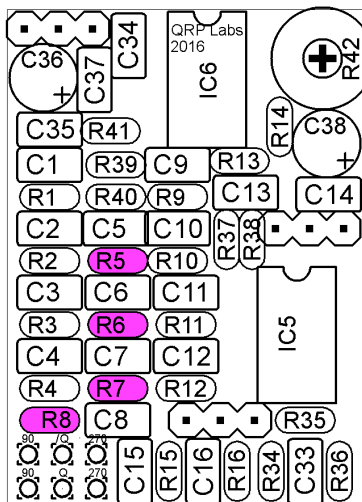 C36
C37
C34
QRP Labs
2016
IC6
R42
R14
C38
C35
R41
C1
R39
C9
R13
R1
R40
R9
C13
C14
C2
C5
C10
R37
R38
R2
R5
R10
C3
C6
C11
R3
R6
R11
IC5
C4
C7
C12
R4
R7
R12
R8
C8
R35
90
/Q
270
90
Q
270
C15
R15
C16
R16
R34
C33
R36